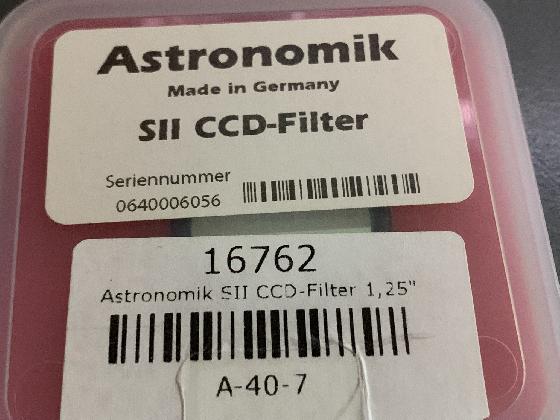 Astronomik
Made in Germany
SII CCD-Filter
Seriennummer
0640006056
16762
Astronomik SII CCD-Filter 1,25"
A-40-7